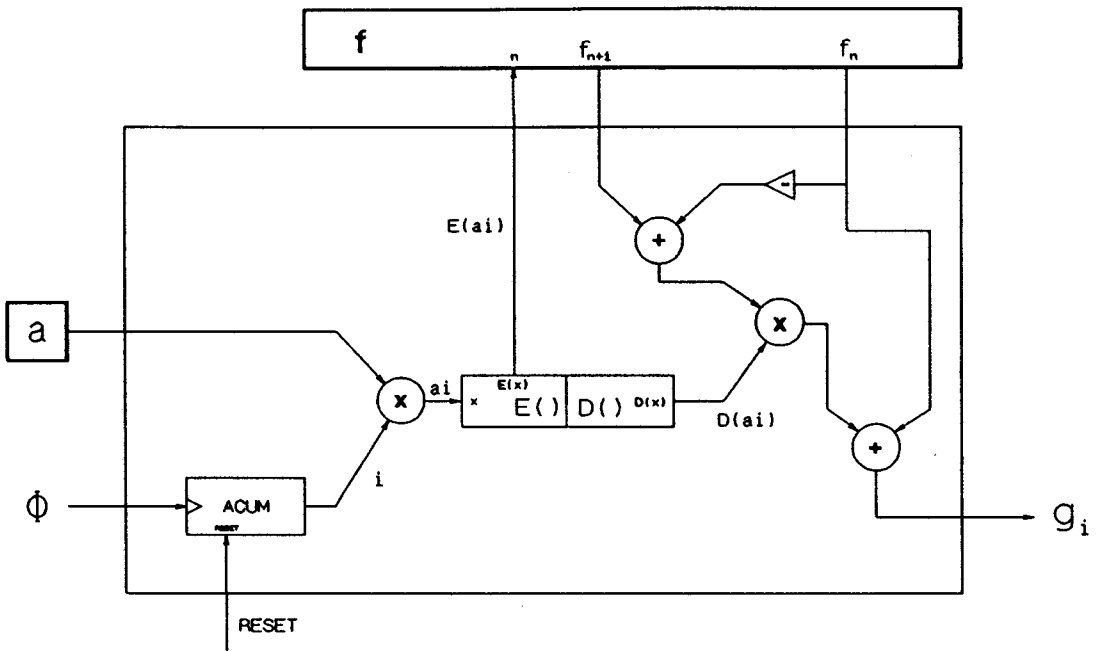 f
n
fn+1
fn
-
+
E(ai)
a
x
x
ai
x
E(x)
E()
D()
D(x)
D(ai)
+
i
Φ
ACUM
RESET
gi
RESET